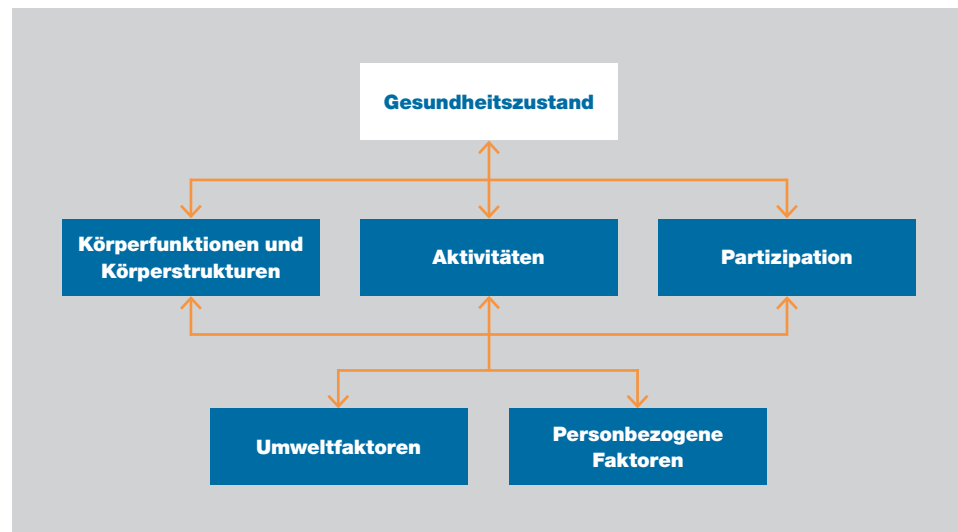 Gesundheitszustand
Körperfunktionen und
Körperstrukturen
Aktivitäten
Partizipation
Umweltfaktoren
Personbezogene
Faktoren